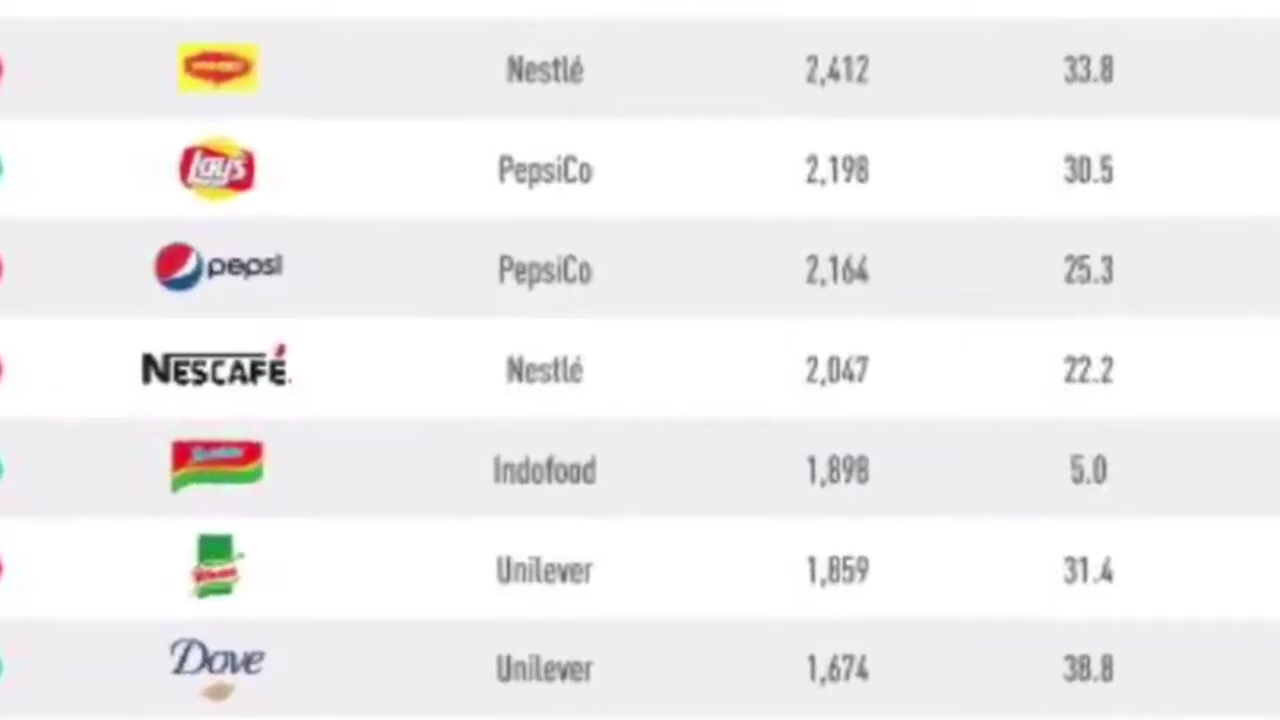 Nestlé 2,412 33.8
Lay's PepsiCo 2,198 30.5
pepsi PepsiCo 2,164 25.3
NESCAFÉ. Nestlé 2,047 22.2
Indofood 1,898 5.0
Unilever 1,859 31.4
Dove Unilever 1,674 38.8